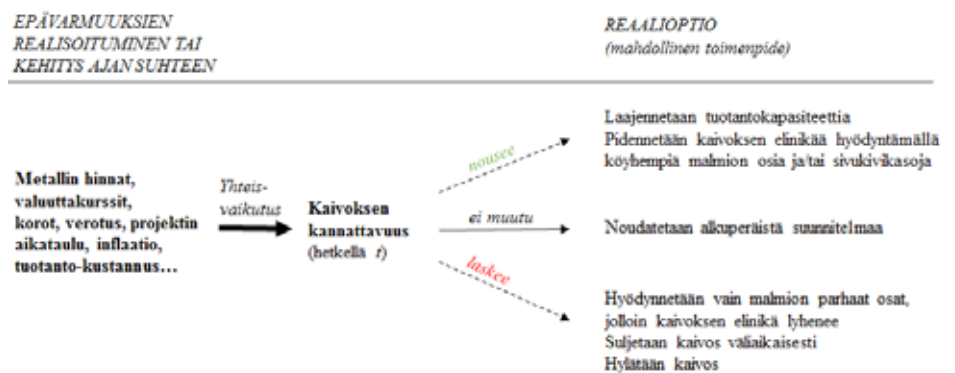 EPÄVARMUUKSIEN
REALISOITUMINEN TAI
KEHITYS AJAN SUHTEEN
REAALIOPTIO
(mahdollinen toimenpide)
Metallin hinnat,
valuuttakurssit,
korot, verotus, projektin
aikataulu, inflaatio,
tuotanto-kustannus…
Yhteis-
vaikutus
Kaivoksen
kannattavuus
(hetkellä t)
nousee
Laajennetaan tuotantokapasiteettia
Pidennetään kaivoksen elinikää hyödyntämällä
köyhempiä malmion osia ja/tai sivukivikasoja
ei muutu
Noudatetaan alkuperäistä suunnitelmaa
laskee
Hyödynnetään vain malmion parhaat osat,
jolloin kaivoksen elinikä lyhenee
Suljetaan kaivos väliaikaisesti
Hylätään kaivos